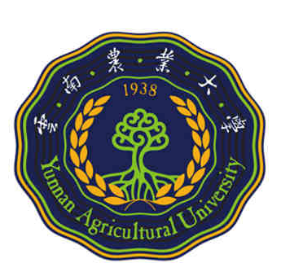 雲南農業大學
1938
Yunnan Agricultural University